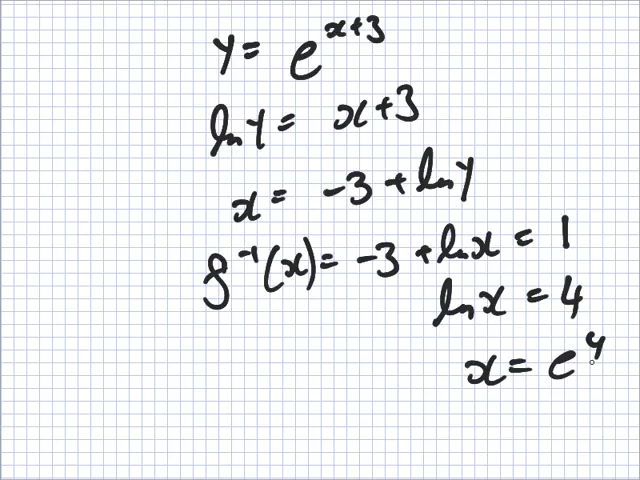 y = e^{x+3}
ln y = x+3
x = -3 + ln y
f^{-1}(x) = -3 + ln x = 1
ln x = 4
x = e^4